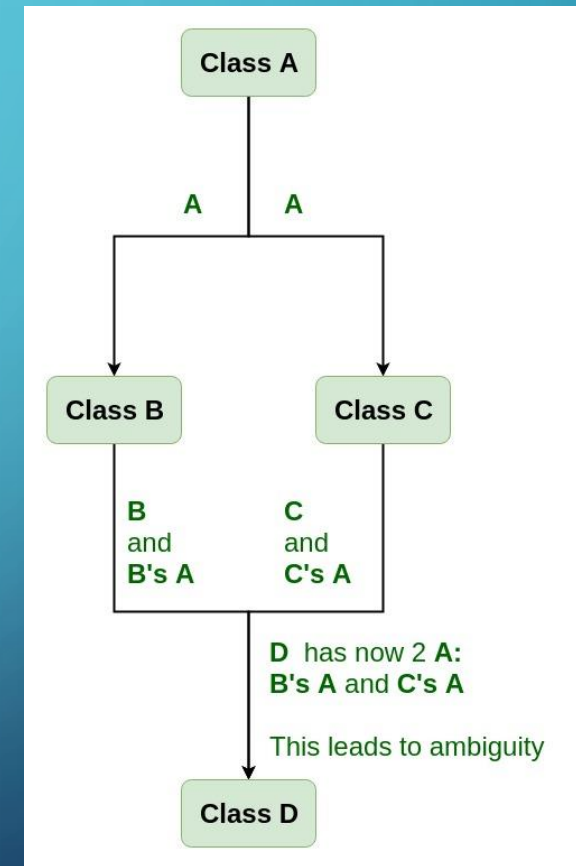 Class A
A A
Class B Class C
B
and
B's A
C
and
C's A
D has now 2 A:
B's A and C's A
This leads to ambiguity
Class D